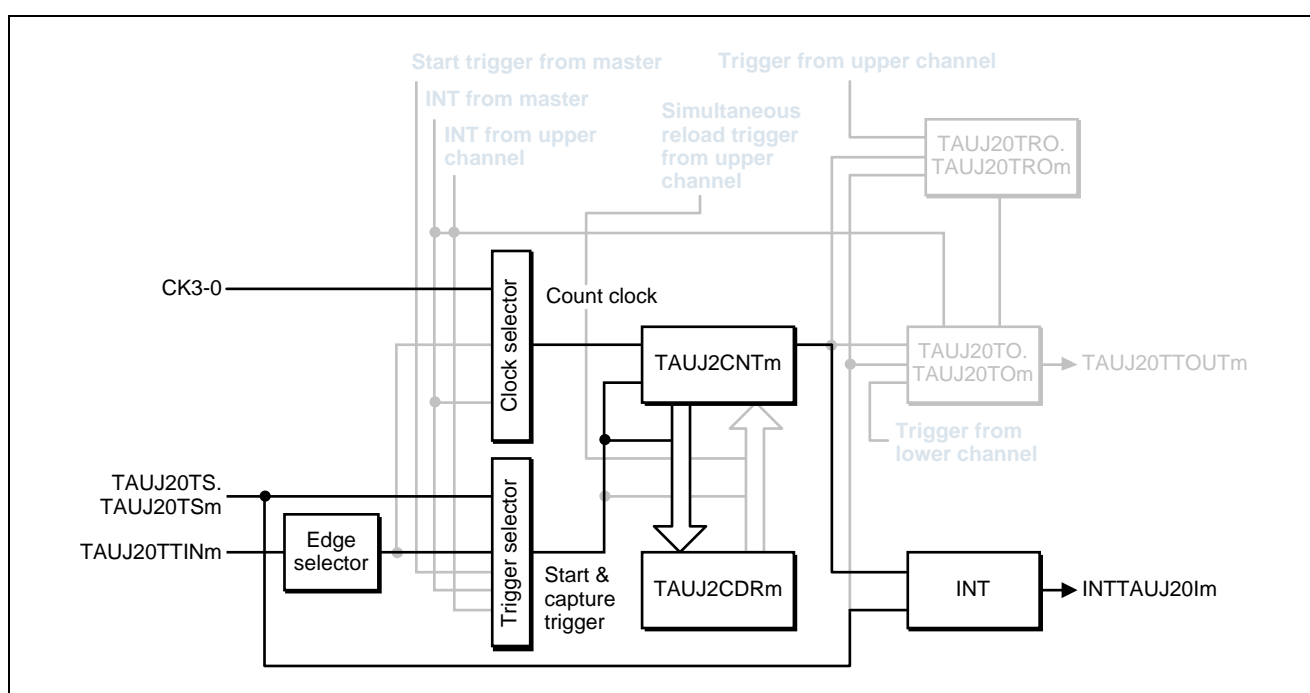 Start trigger from master
INT from master
INT from upper
channel
Simultaneous
reload trigger
from upper
channel
Trigger from upper channel
TAUJ20TRO.
TAUJ20TROm
CK3-0
Clock selector
Count clock
TAUJ2CNTm
TAUJ20TO.
TAUJ20TOm
TAUJ20TTOUTm
Trigger from
lower channel
TAUJ20TS.
TAUJ20TSm
TAUJ20TTINm
Edge
selector
Trigger selector
Start &
capture
trigger
TAUJ2CDRm
INT
INTTAUJ20Im